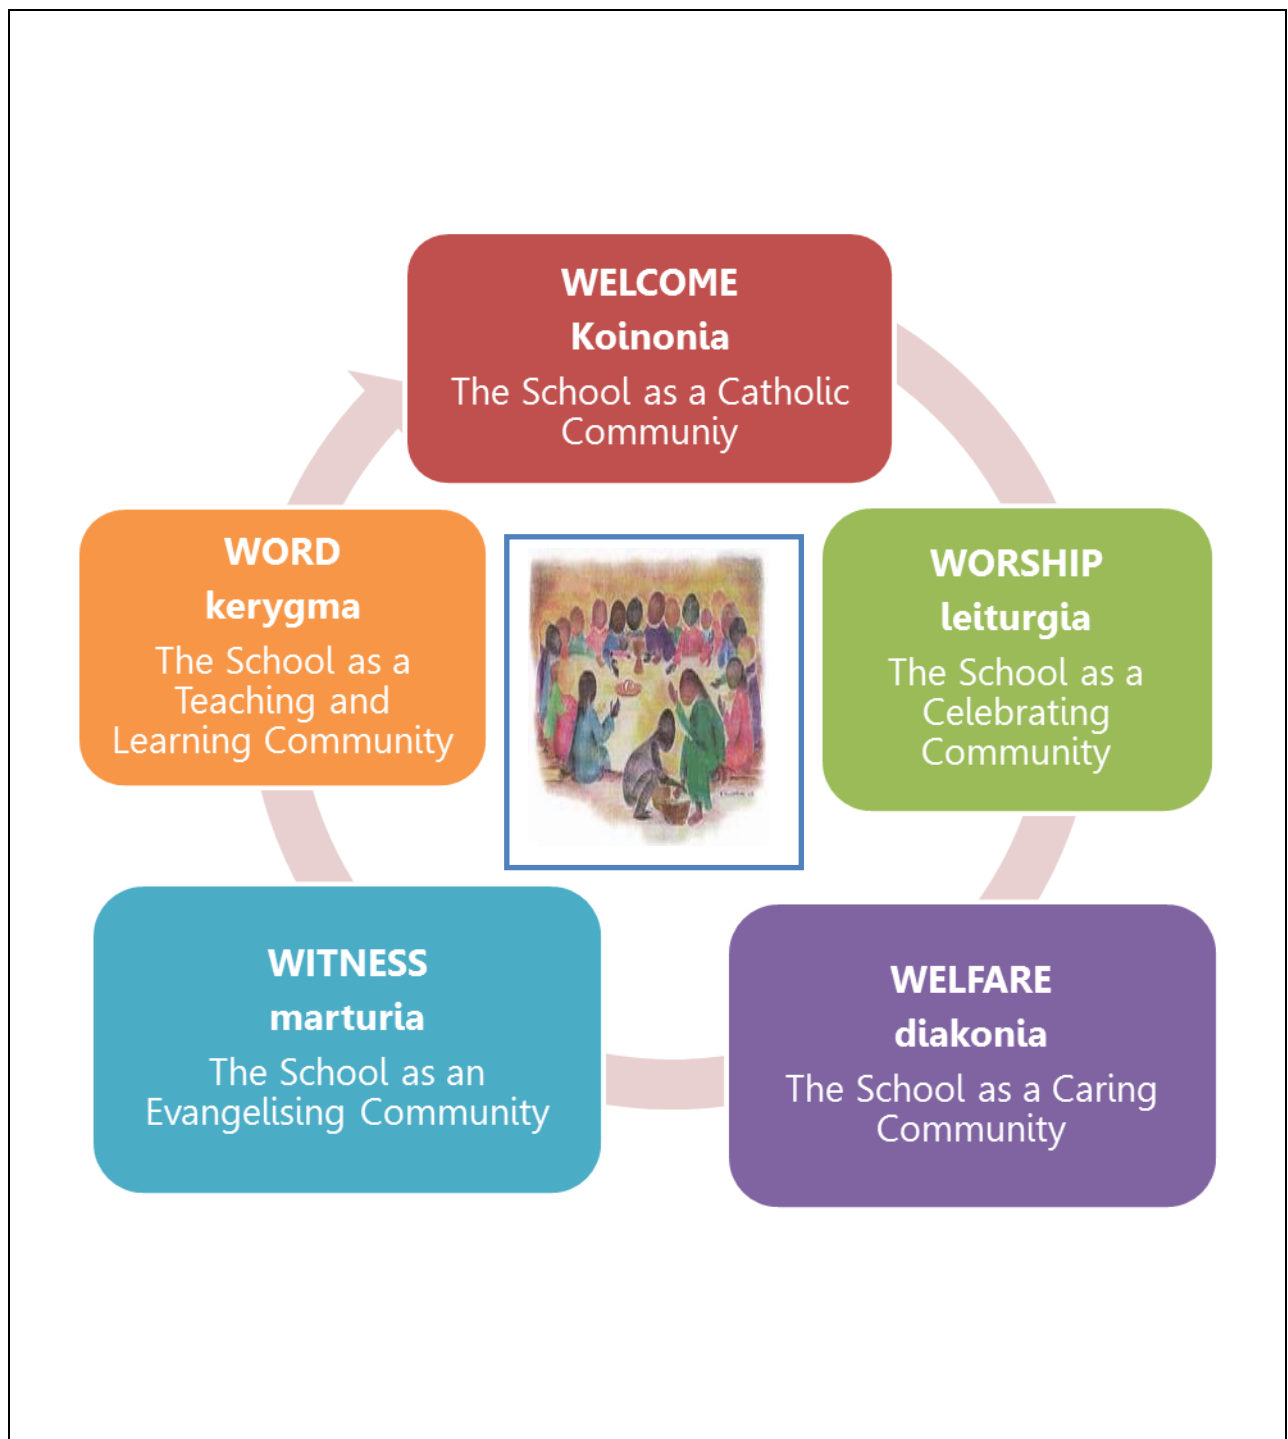 WELCOME
Koinonia
The School as a Catholic
Communiy
WORSHIP
leiturgia
The School as a
Celebrating
Community
WELFARE
diakonia
The School as a Caring
Community
WITNESS
marturia
The School as an
Evangelising Community
WORD
kerygma
The School as a
Teaching and
Learning Community